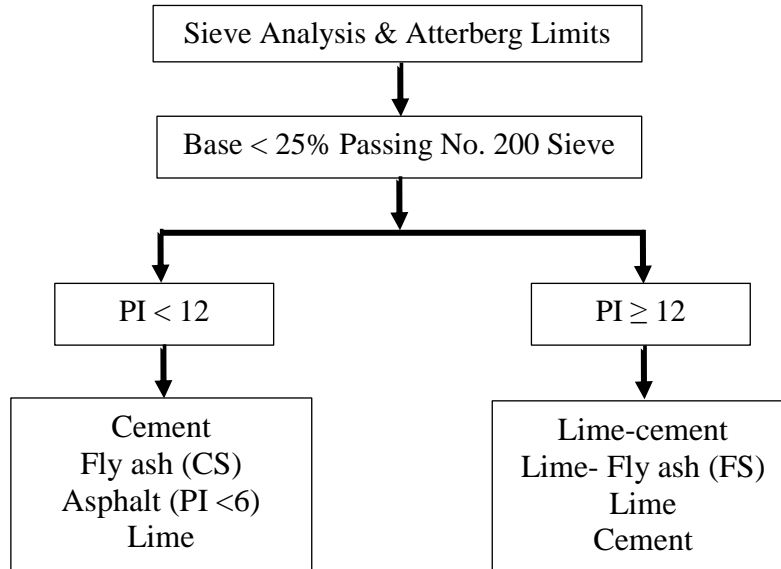 Sieve Analysis & Atterberg Limits
Base < 25% Passing No. 200 Sieve
PI < 12
PI ≥ 12
Cement
Fly ash (CS)
Asphalt (PI <6)
Lime
Lime-cement
Lime- Fly ash (FS)
Lime
Cement